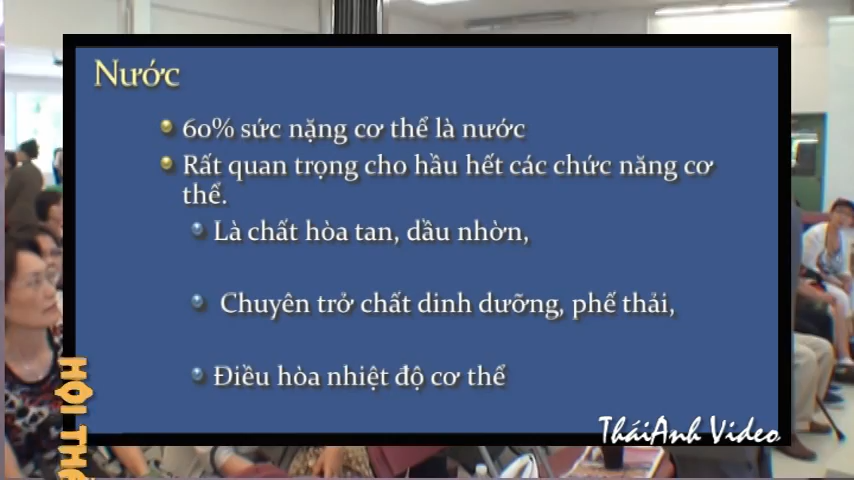 Nước
60% sức nặng cơ thể là nước
Rất quan trọng cho hầu hết các chức năng cơ
thể.
Là chất hòa tan, dầu nhờn,
Chuyên trở chất dinh dưỡng, phế thải,
Điều hòa nhiệt độ cơ thể
TháiAnh Video
HỘI TH